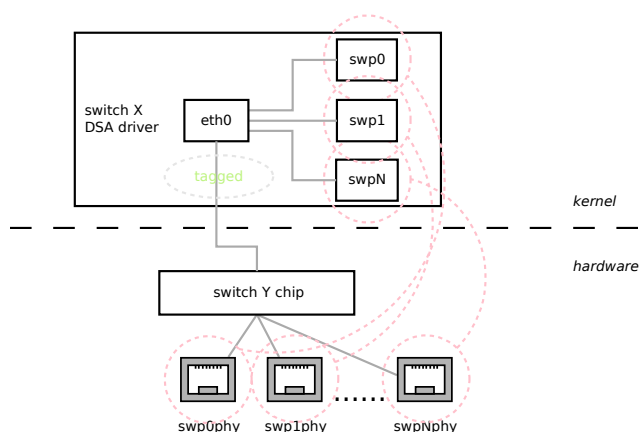 swp0
switch X
DSA driver
eth0
swp1
tagged
swpN
kernel
hardware
switch Y chip
swp0phy
swp1phy
swpNphy